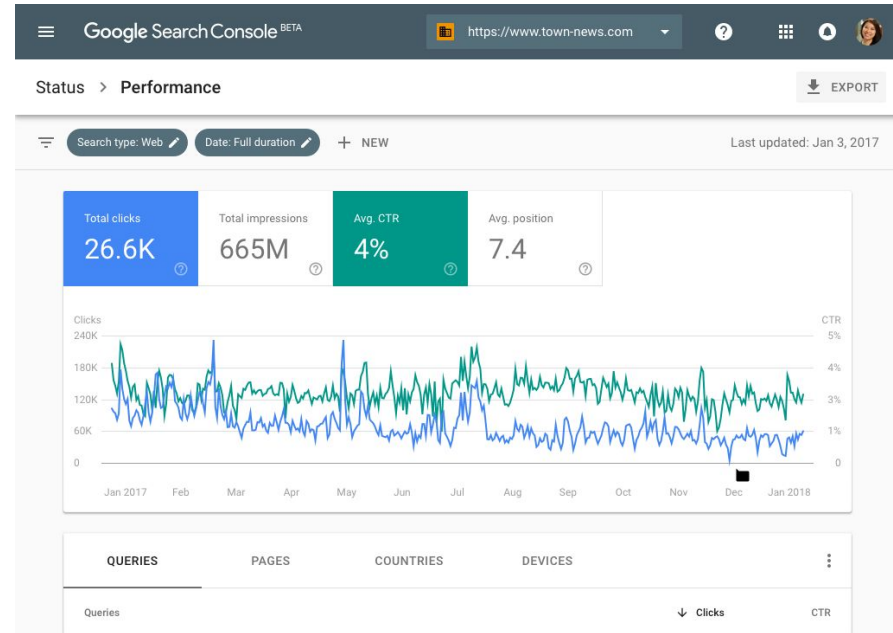 Google Search Console BETA
https://www.town-news.com
Status > Performance
EXPORT
Search type: Web
Date: Full duration
+ NEW
Last updated: Jan 3, 2017
Total clicks
26.6K
Total impressions
665M
Avg. CTR
4%
Avg. position
7.4
Clicks
CTR
240K
5%
180K
4%
120K
3%
60K
1%
0
0
Jan 2017 Feb Mar Apr May Jun Jul Aug Sep Oct Nov Dec Jan 2018
QUERIES PAGES COUNTRIES DEVICES
Queries Clicks CTR